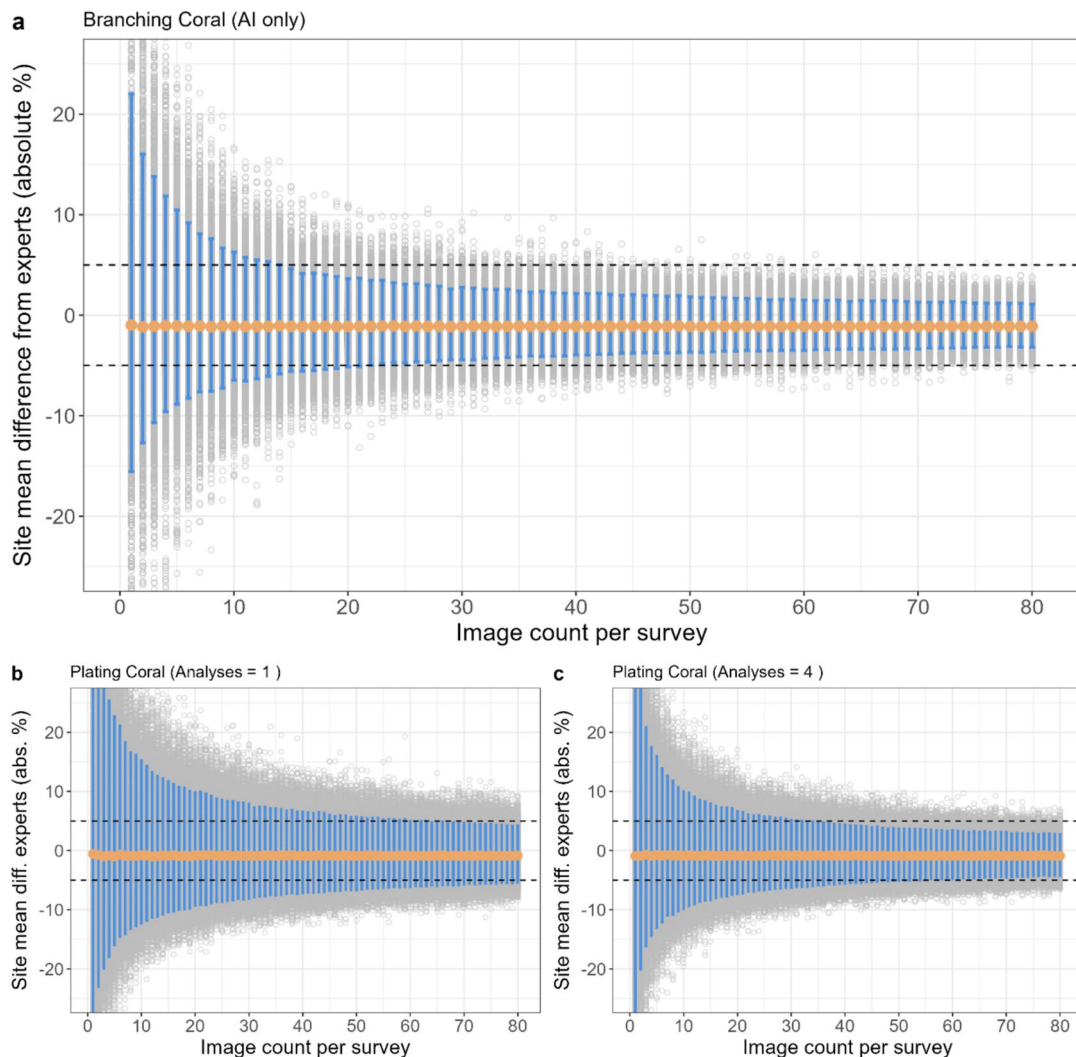 a
Branching Coral (AI only)
Site mean difference from experts (absolute %)
20
10
0
-10
-20
0 10 20 30 40 50 60 70 80
Image count per survey
b
Plating Coral (Analyses = 1 )
Site mean diff. experts (abs. %)
20
10
0
-10
-20
0 10 20 30 40 50 60 70 80
Image count per survey
c
Plating Coral (Analyses = 4 )
Site mean diff. experts (abs. %)
20
10
0
-10
-20
0 10 20 30 40 50 60 70 80
Image count per survey